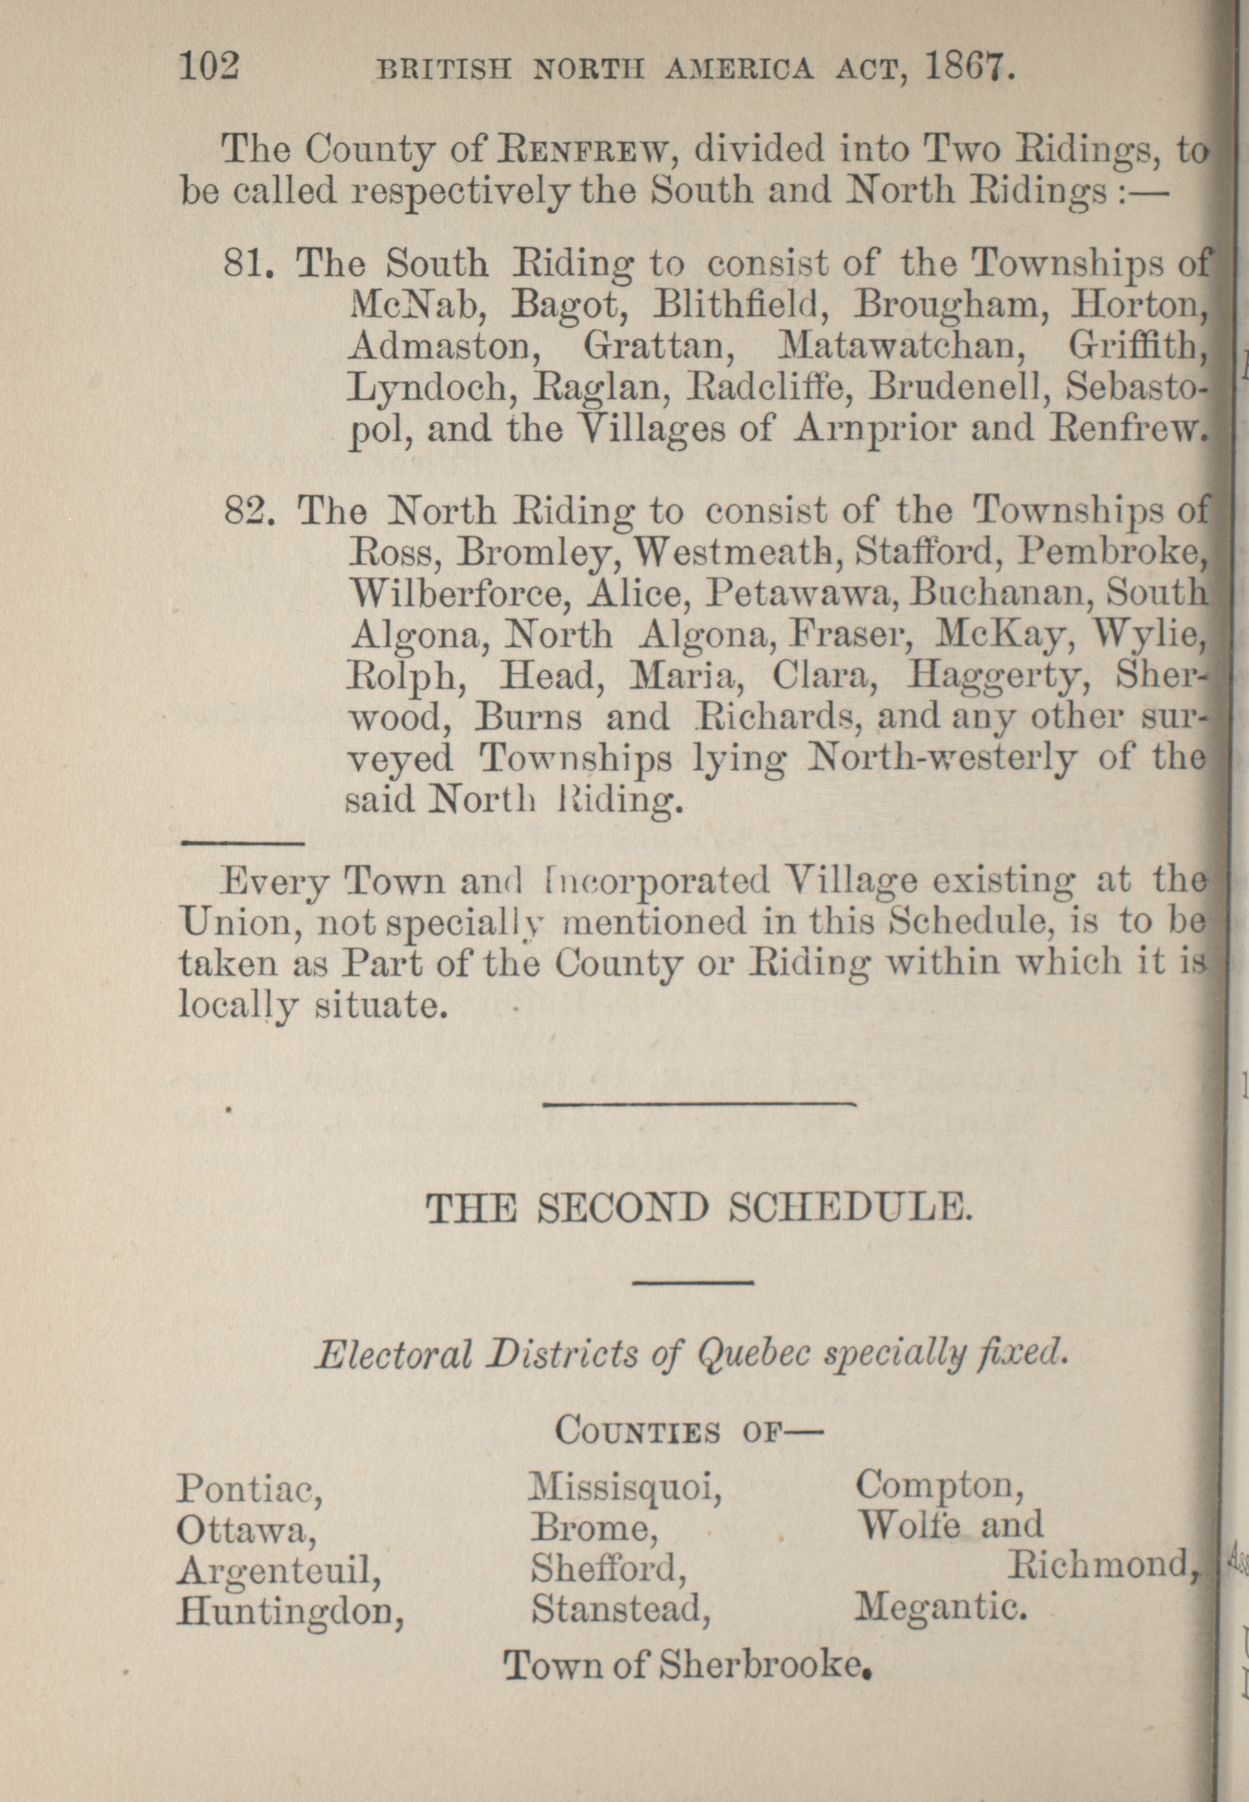 102 BRITISH NORTH AMERICA ACT, 1867.
The County of RENFREW, divided into Two Ridings, to
be called respectively the South and North Ridings :—
81. The South Riding to consist of the Townships of
McNab, Bagot, Blithfield, Brougham, Horton,
Admaston, Grattan, Matawatchan, Griffith,
Lyndoch, Raglan, Radcliffe, Brudenell, Sebasto-
pol, and the Villages of Arnprior and Renfrew.
82. The North Riding to consist of the Townships of
Ross, Bromley, Westmeath, Stafford, Pembroke,
Wilberforce, Alice, Petawawa, Buchanan, South
Algona, North Algona, Fraser, McKay, Wylie,
Rolph, Head, Maria, Clara, Haggerty, Sher-
wood, Burns and Richards, and any other sur-
veyed Townships lying North-westerly of the
said North Riding.
Every Town and Incorporated Village existing at the
Union, not specially mentioned in this Schedule, is to be
taken as Part of the County or Riding within which it is
locally situate.
THE SECOND SCHEDULE.
Electoral Districts of Quebec specially fixed.
COUNTIES OF—
Pontiac, Missisquoi, Compton,
Ottawa, Brome, Wolfe and
Argenteuil, Shefford, Richmond,
Huntingdon, Stanstead, Megantic.
Town of Sherbrooke.